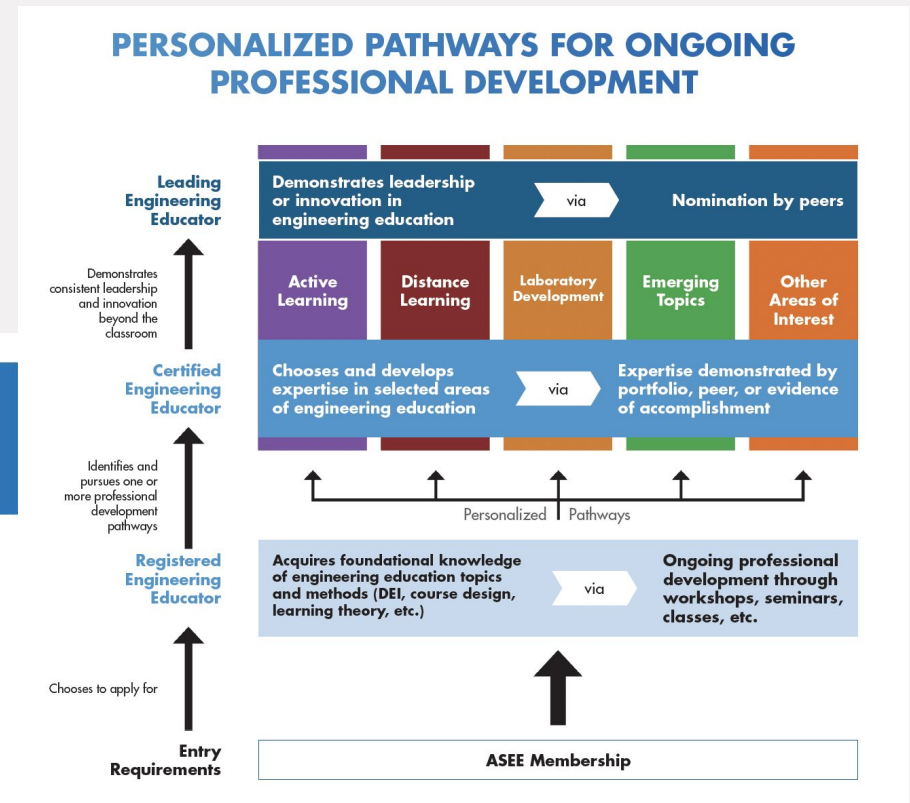 PERSONALIZED PATHWAYS FOR ONGOING
PROFESSIONAL DEVELOPMENT
Leading
Engineering
Educator
Demonstrates leadership
or innovation in
engineering education
via
Nomination by peers
Demonstrates
consistent leadership
and innovation
beyond the
classroom
Active
Learning
Distance
Learning
Laboratory
Development
Emerging
Topics
Other
Areas of
Interest
Certified
Engineering
Educator
Chooses and develops
expertise in selected areas
of engineering education
via
Expertise demonstrated by
portfolio, peer, or evidence
of accomplishment
Identifies and
pursues one or
more professional
development
pathways
Personalized Pathways
Registered
Engineering
Educator
Acquires foundational knowledge
of engineering education topics
and methods (DEI, course design,
learning theory, etc.)
via
Ongoing professional
development through
workshops, seminars,
classes, etc.
Chooses to apply for
Entry
Requirements
ASEE Membership